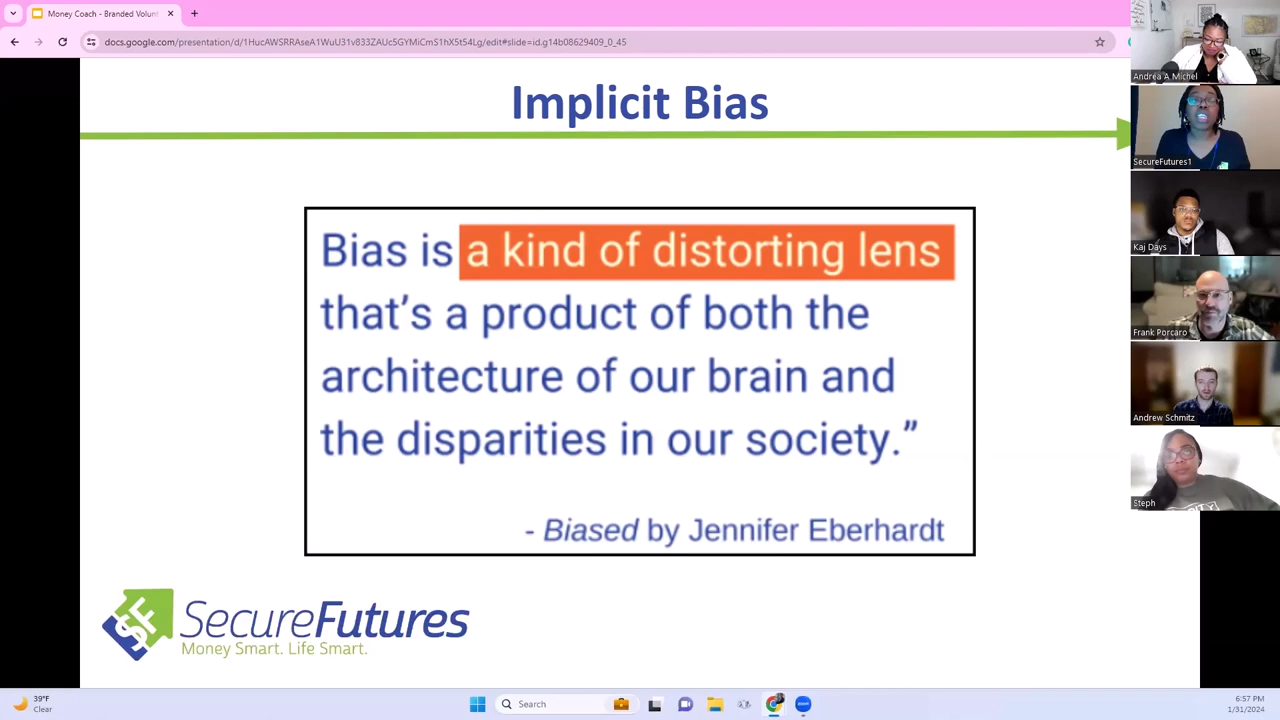 Money Coach - Branded Volunt
docs.google.com/presentation/d/1HucAWSRRAseA1WuU31v833ZAUc5GYMiCmS1hX5t54Lg/edit#slide=id.g14b08629409_0_45
Implicit Bias
Bias is a kind of distorting lens
that’s a product of both the
architecture of our brain and
the disparities in our society.”
- Biased by Jennifer Eberhardt
SF
SecureFutures
Money Smart. Life Smart.
Andrea A Michel
SecureFutures1
Kaj Days
Frank Porcaro
Andrew Schmitz
Steph
39°F
Clear
Search
zoom
6:57 PM
1/31/2024